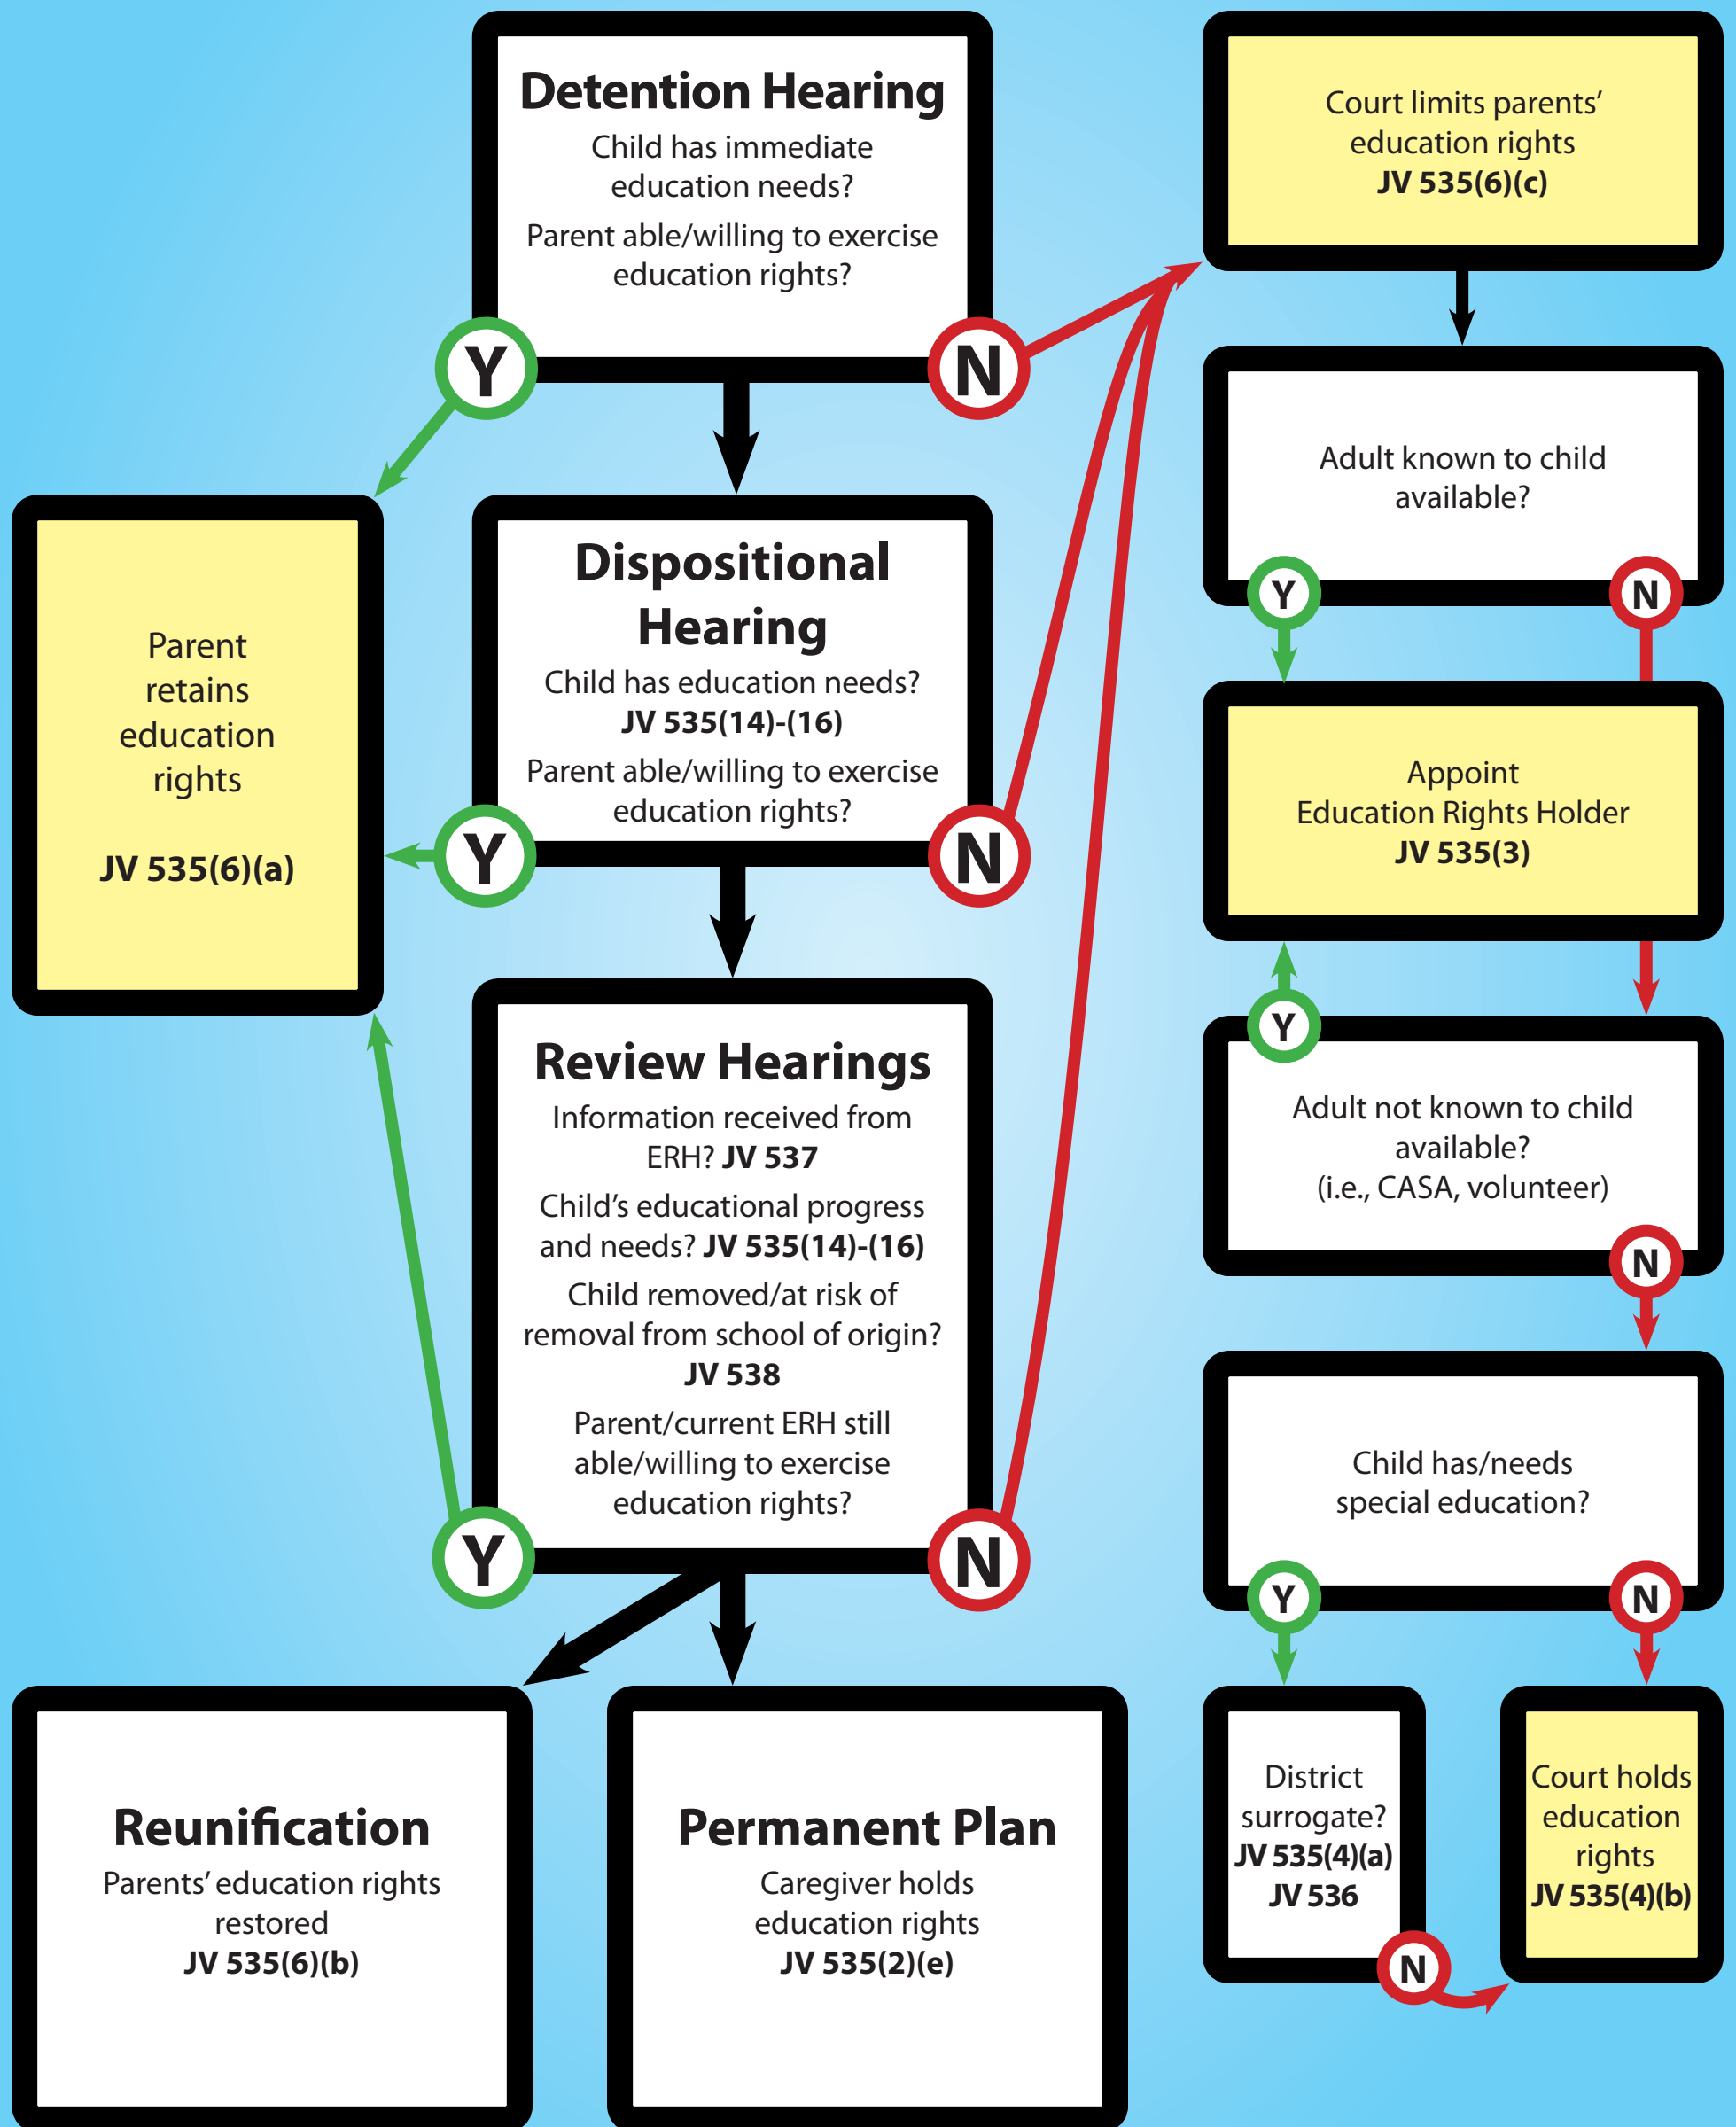 Detention Hearing
Child has immediate
education needs?
Parent able/willing to exercise
education rights?
Y
N
Parent
retains
education
rights
JV 535(6)(a)
Dispositional
Hearing
Child has education needs?
JV 535(14)-(16)
Parent able/willing to exercise
education rights?
Y
N
Review Hearings
Information received from
ERH? JV 537
Child’s educational progress
and needs? JV 535(14)-(16)
Child removed/at risk of
removal from school of origin?
JV 538
Parent/current ERH still
able/willing to exercise
education rights?
Y
N
Reunification
Parents’ education rights
restored
JV 535(6)(b)
Permanent Plan
Caregiver holds
education rights
JV 535(2)(e)
Court limits parents’
education rights
JV 535(6)(c)
Adult known to child
available?
Y
N
Appoint
Education Rights Holder
JV 535(3)
Y
Adult not known to child
available?
(i.e., CASA, volunteer)
N
Child has/needs
special education?
Y
N
District
surrogate?
JV 535(4)(a)
JV 536
N
Court holds
education
rights
JV 535(4)(b)